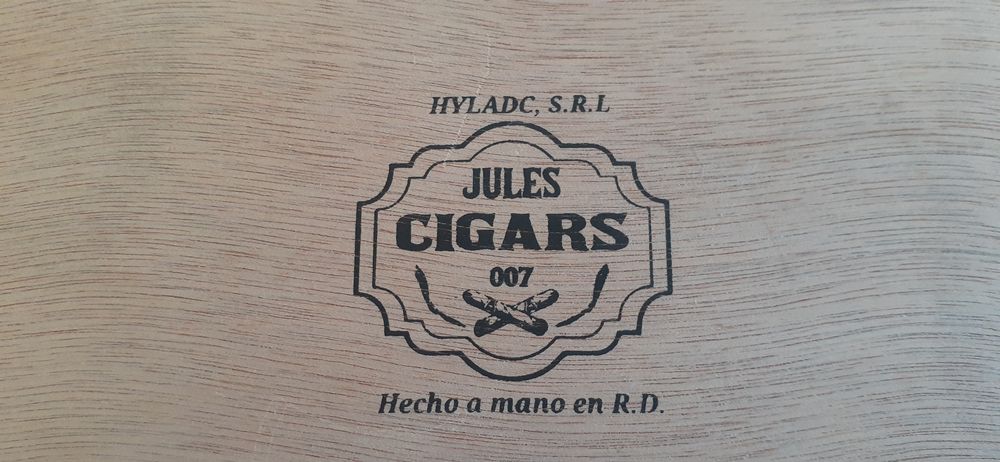 HYLADC, S.R.L
JULES
CIGARS
007
Hecho a mano en R.D.